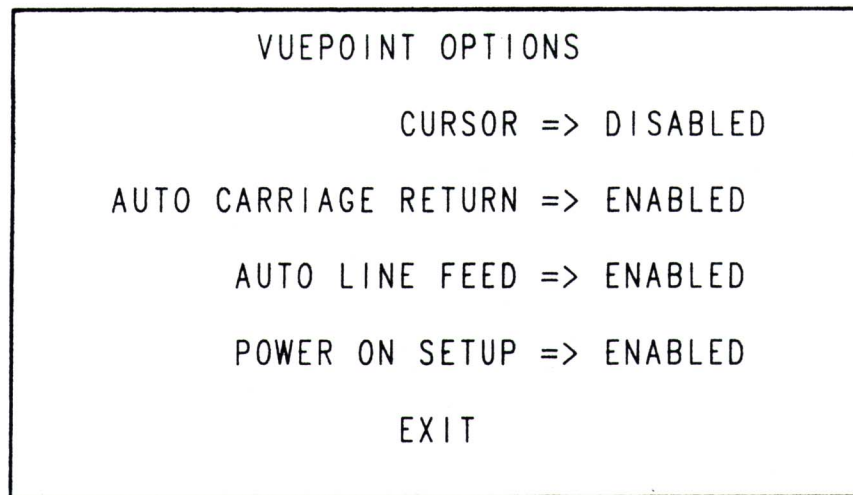 VUEPOINT OPTIONS
CURSOR => DISABLED
AUTO CARRIAGE RETURN => ENABLED
AUTO LINE FEED => ENABLED
POWER ON SETUP => ENABLED
EXIT